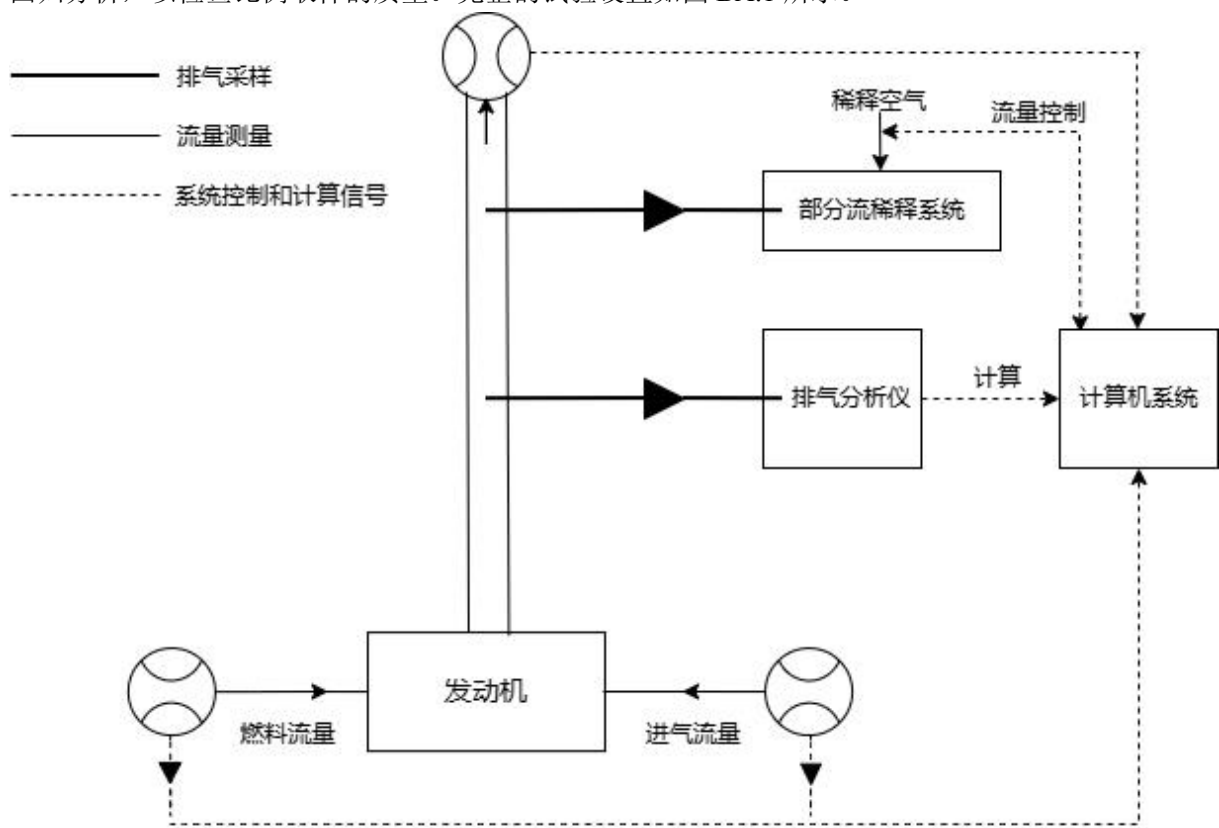 排气采样
流量测量
系统控制和计算信号
稀释空气
流量控制
部分流稀释系统
排气分析仪
计算
计算机系统
发动机
燃料流量
进气流量